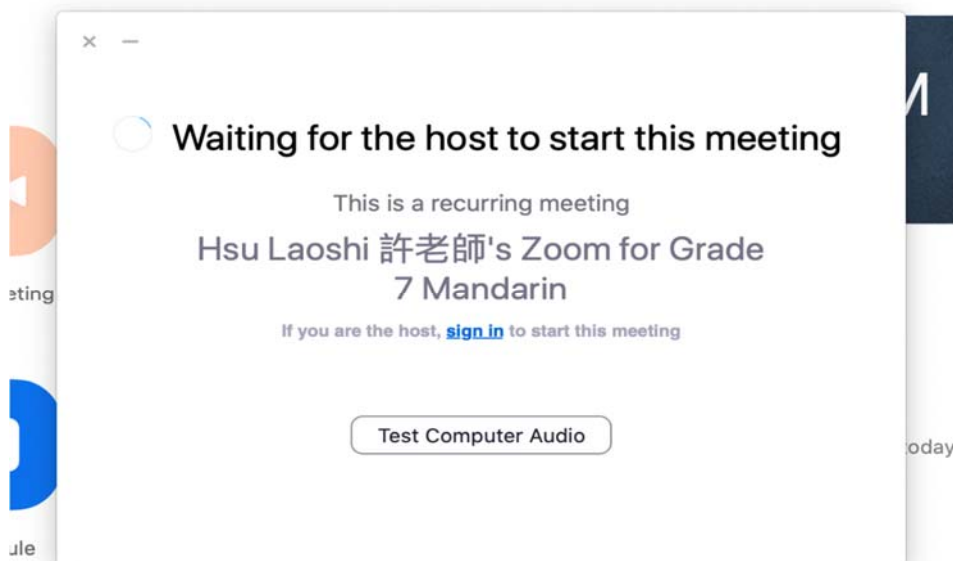 Waiting for the host to start this meeting
This is a recurring meeting
Hsu Laoshi 許老師's Zoom for Grade
7 Mandarin
If you are the host, sign in to start this meeting
Test Computer Audio